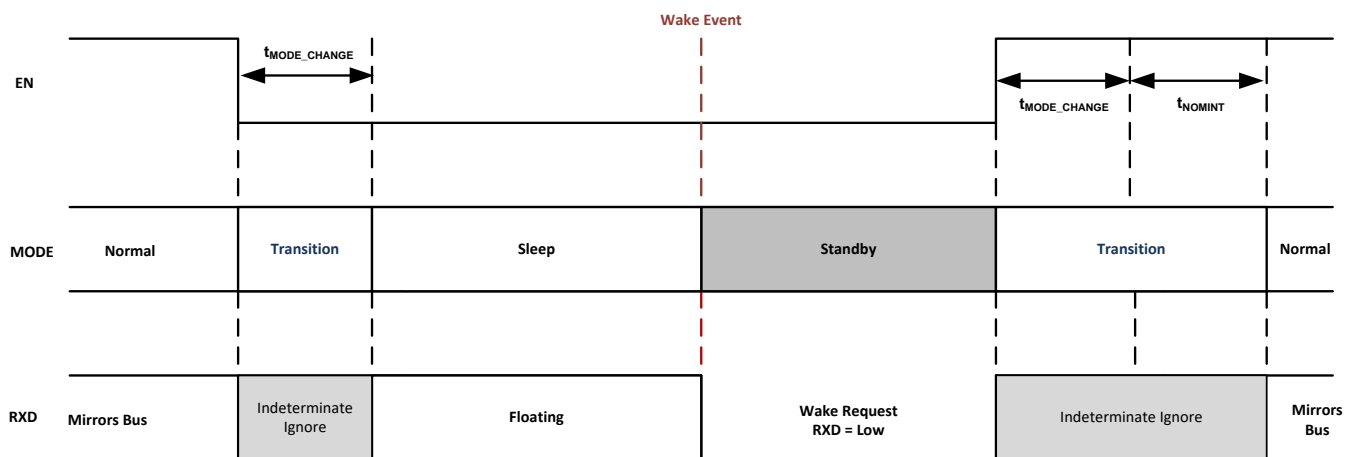 Wake Event
tMODE_CHANGE
EN
tMODE_CHANGE
tNOMINT
MODE
Normal
Transition
Sleep
Standby
Transition
Normal
RXD
Mirrors Bus
Indeterminate
Ignore
Floating
Wake Request
RXD = Low
Indeterminate Ignore
Mirrors
Bus